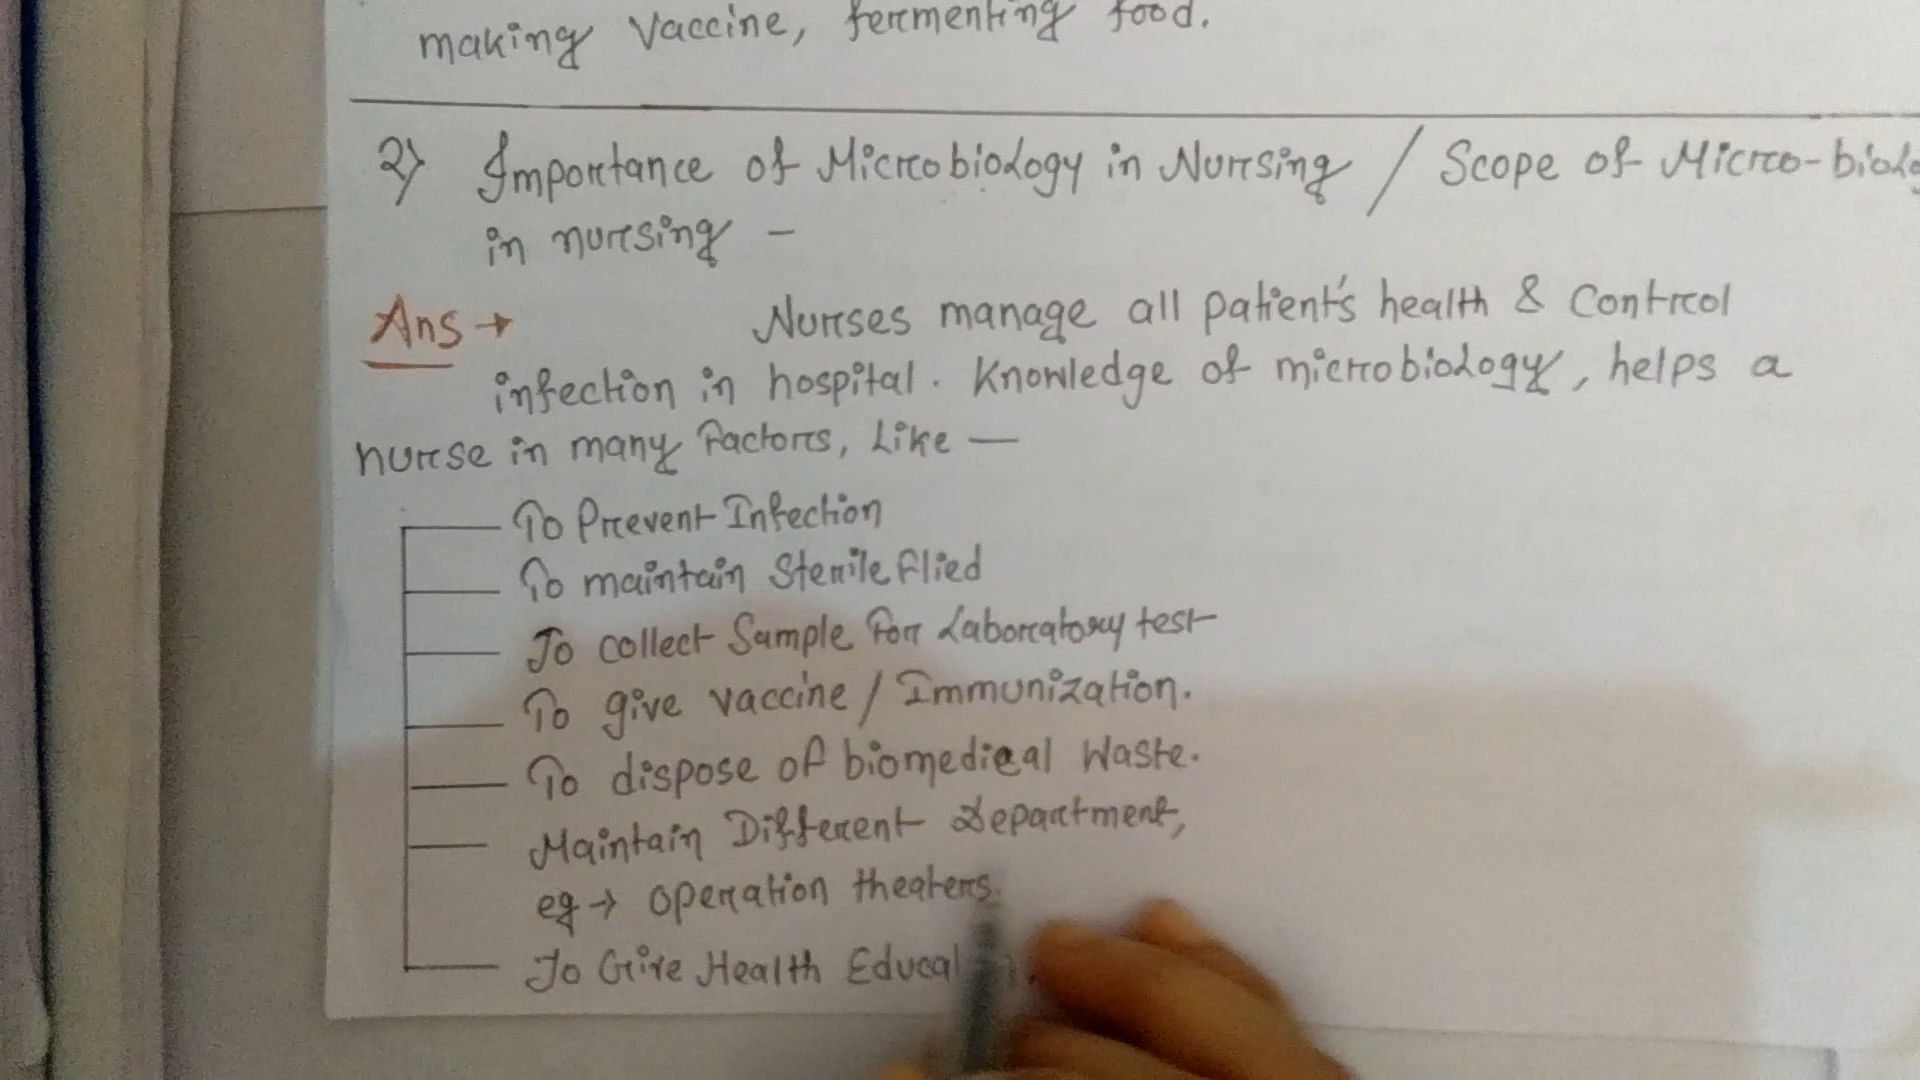 making Vaccine, fermenting food.
2) Importance of Microbiology in Nursing / Scope of Micro-biolo
in nursing –
Ans → Nurses manage all patient's health & Control
infection in hospital. Knowledge of microbiology, helps a
nurse in many Factors, Like —
To Prevent Infection
To maintain Sterile flied
To collect Sample For Laboratory test
To give vaccine / Immunization.
To dispose of biomedical Waste.
Maintain Different Department,
eg → operation theaters.
To Give Health Educat